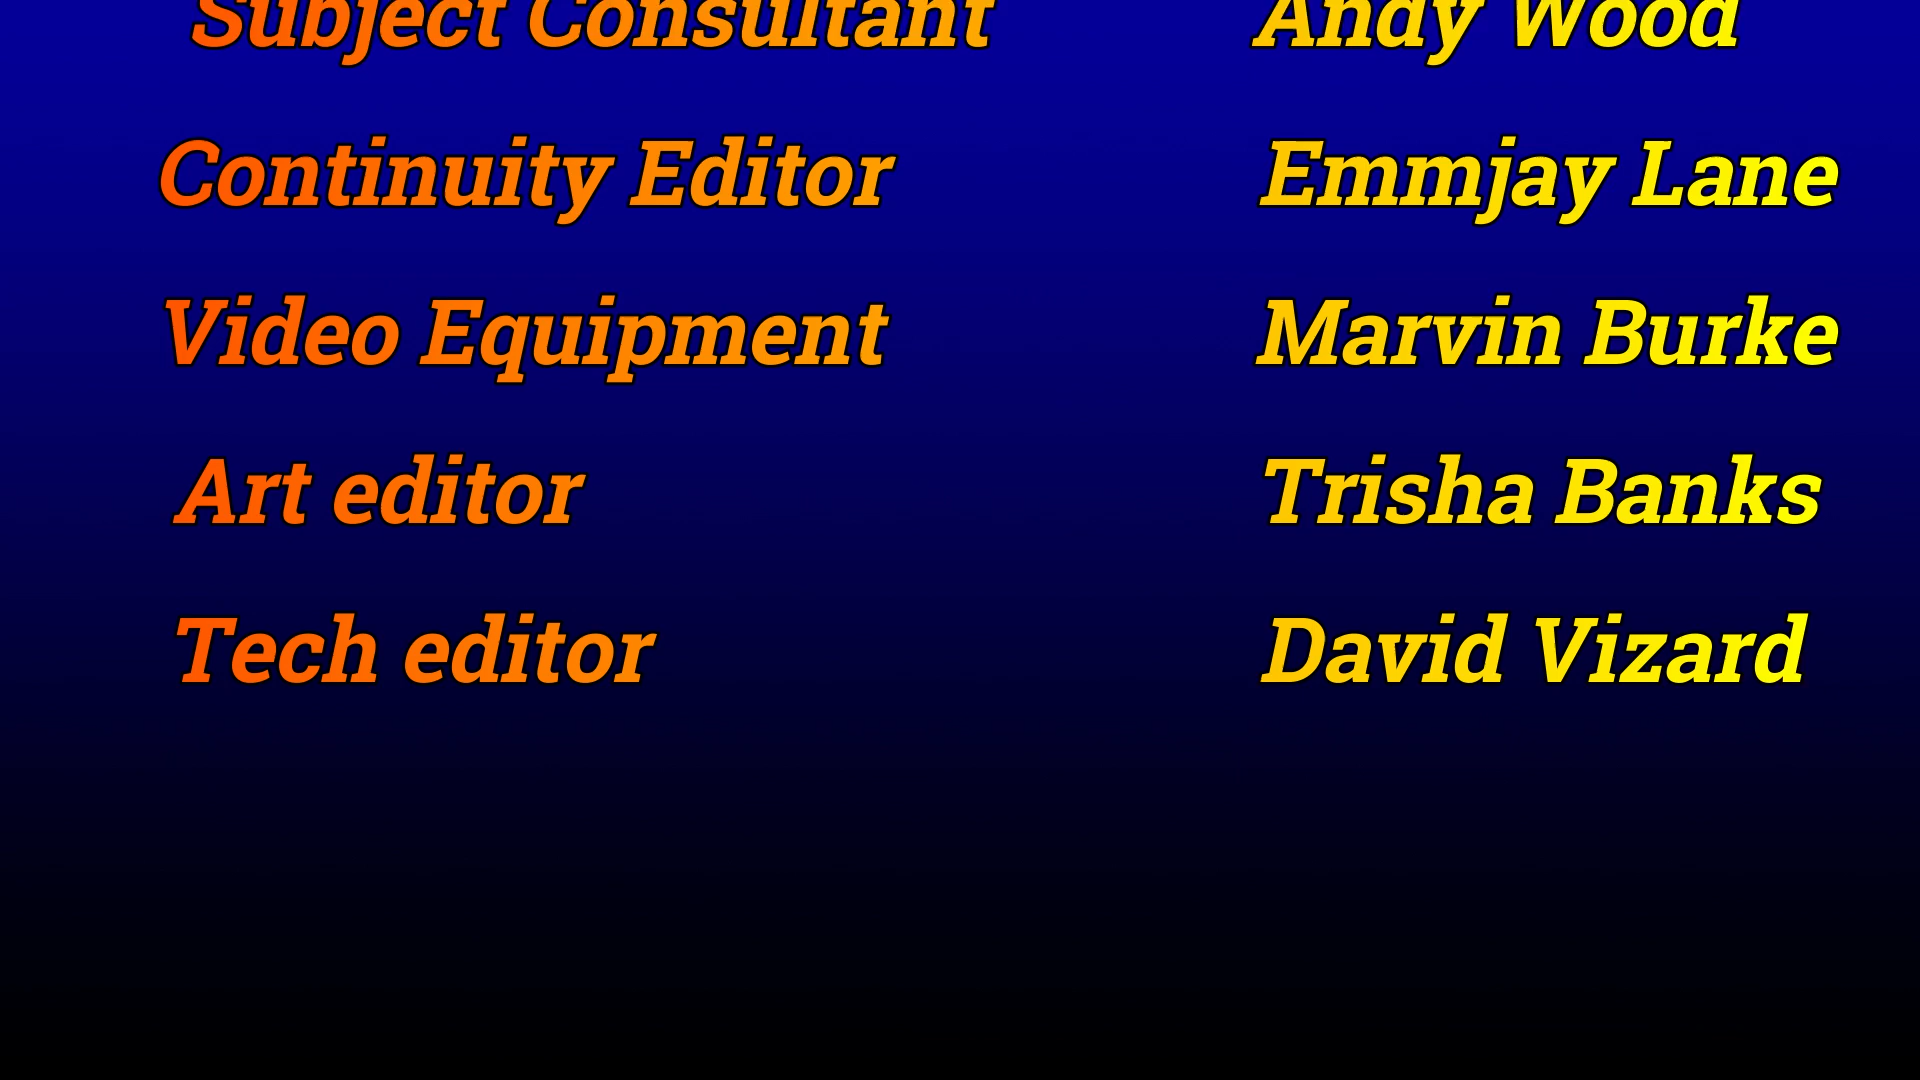 Subject Consultant Andy Wood
Continuity Editor Emmjay Lane
Video Equipment Marvin Burke
Art editor Trisha Banks
Tech editor David Vizard